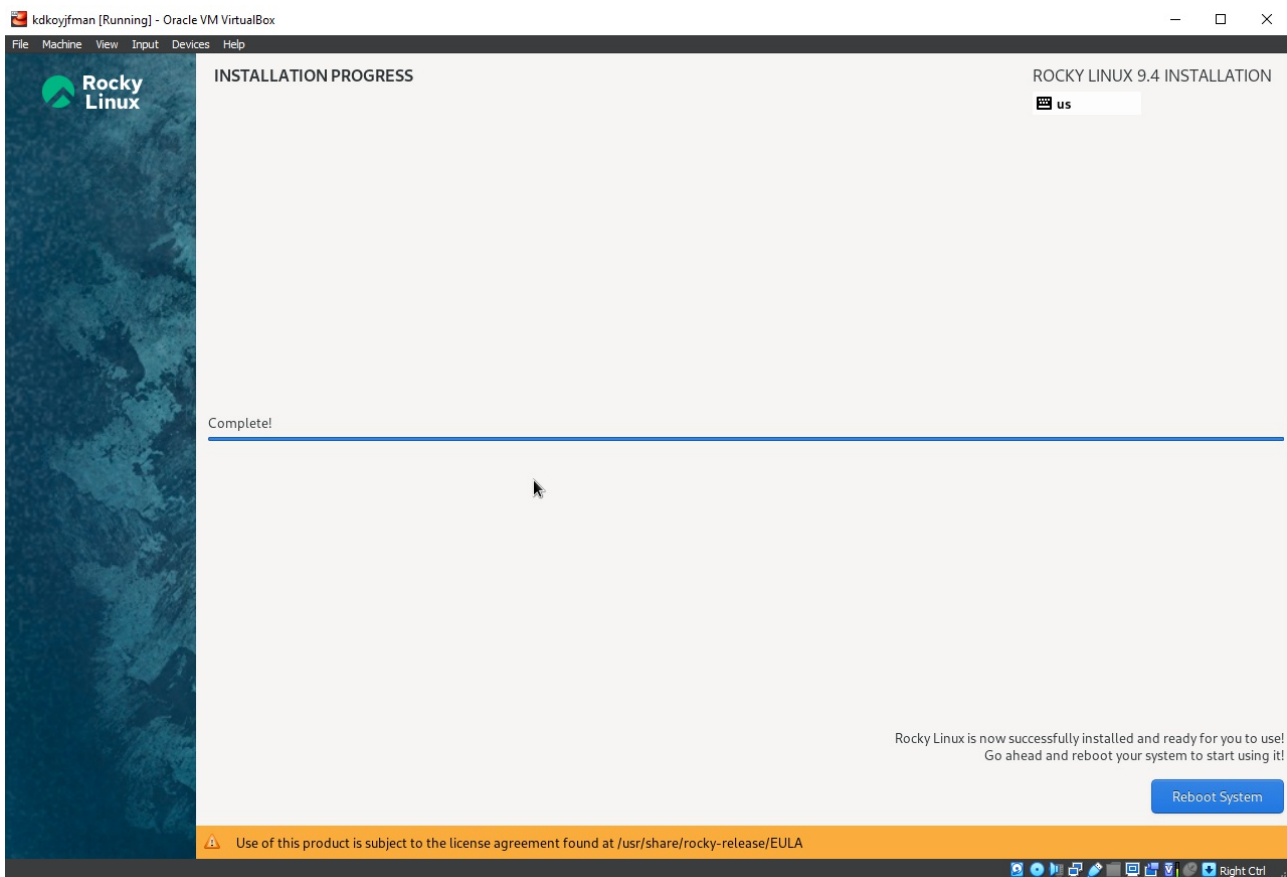 kdkoyjfman [Running] - Oracle VM VirtualBox
File Machine View Input Devices Help
Rocky
Linux
INSTALLATION PROGRESS
ROCKY LINUX 9.4 INSTALLATION
us
Complete!
Rocky Linux is now successfully installed and ready for you to use!
Go ahead and reboot your system to start using it!
Reboot System
Use of this product is subject to the license agreement found at /usr/share/rocky-release/EULA
Right Ctrl